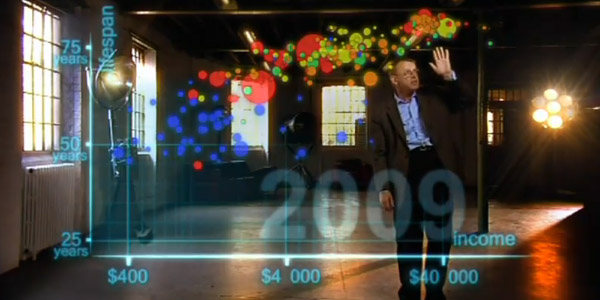 lifespan
75
years
50
years
2009
25
years
income
$400
$4 000
$40 000